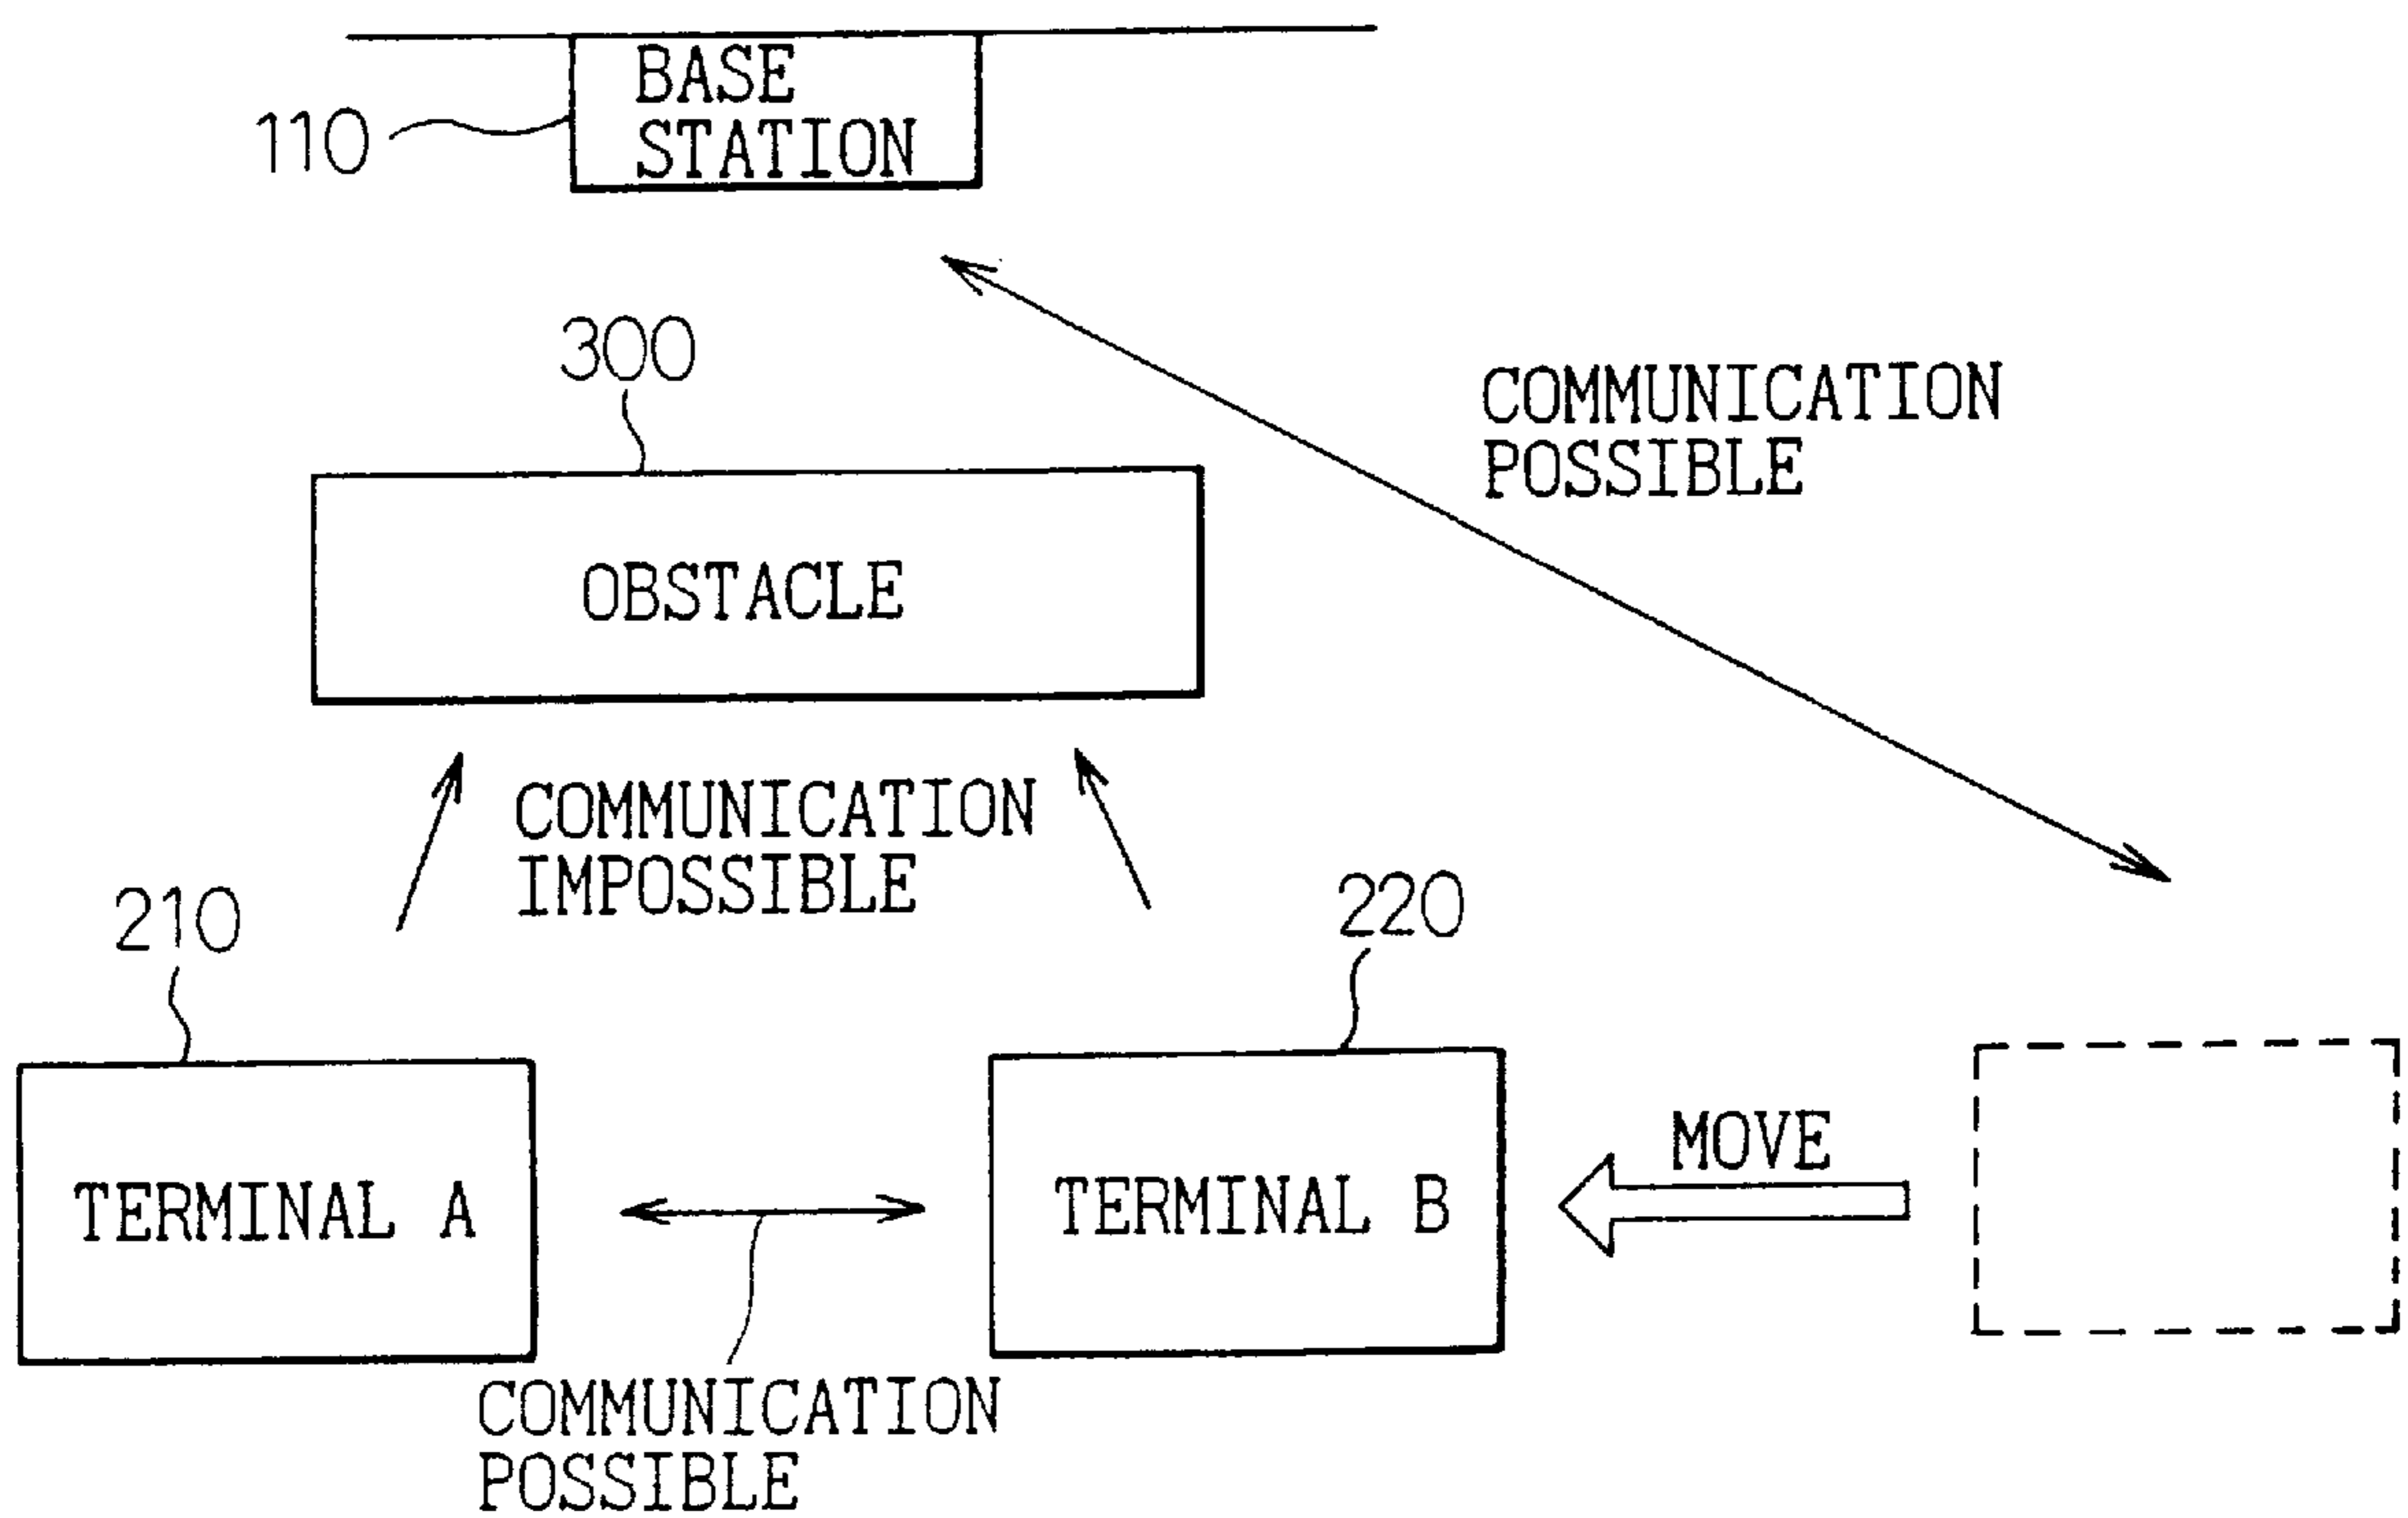 BASE
STATION
110
300
COMMUNICATION
POSSIBLE
OBSTACLE
COMMUNICATION
IMPOSSIBLE
210
220
MOVE
TERMINAL A
TERMINAL B
COMMUNICATION
POSSIBLE